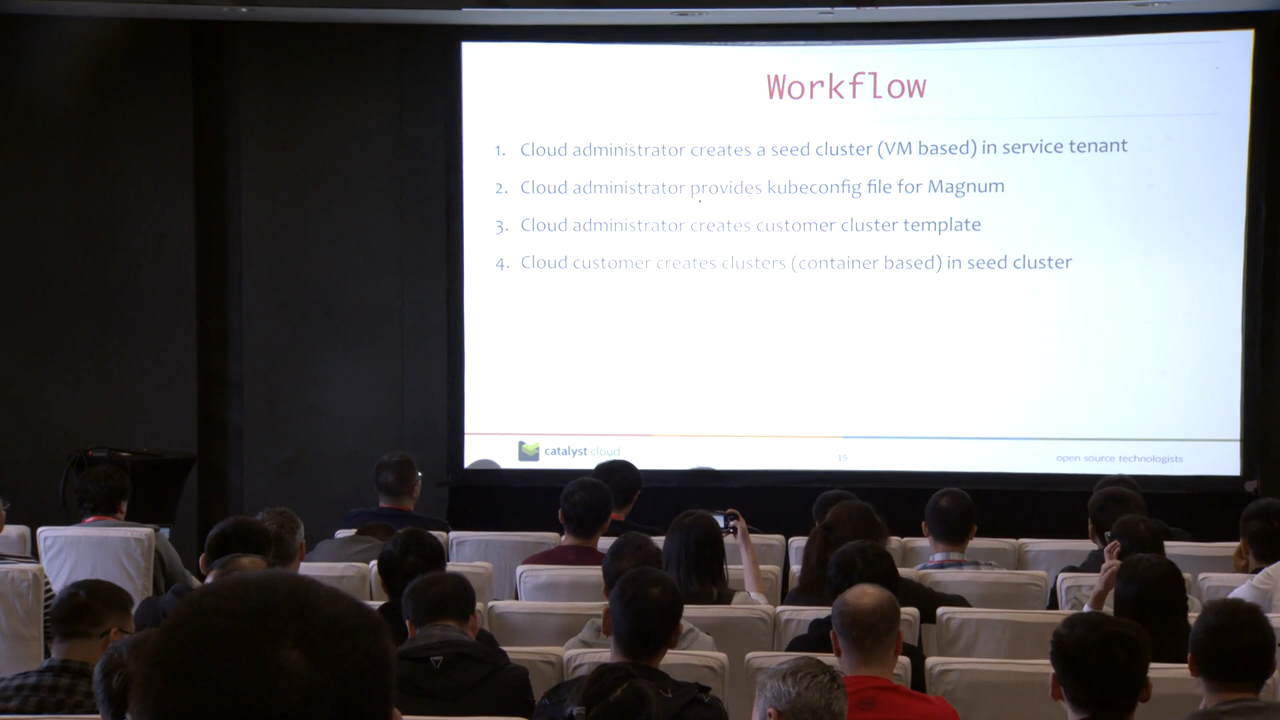 Workflow
1. Cloud administrator creates a seed cluster (VM based) in service tenant
2. Cloud administrator provides kubeconfig file for Magnum
3. Cloud administrator creates customer cluster template
4. Cloud customer creates clusters (container based) in seed cluster
catalyst cloud
15
open source technologists